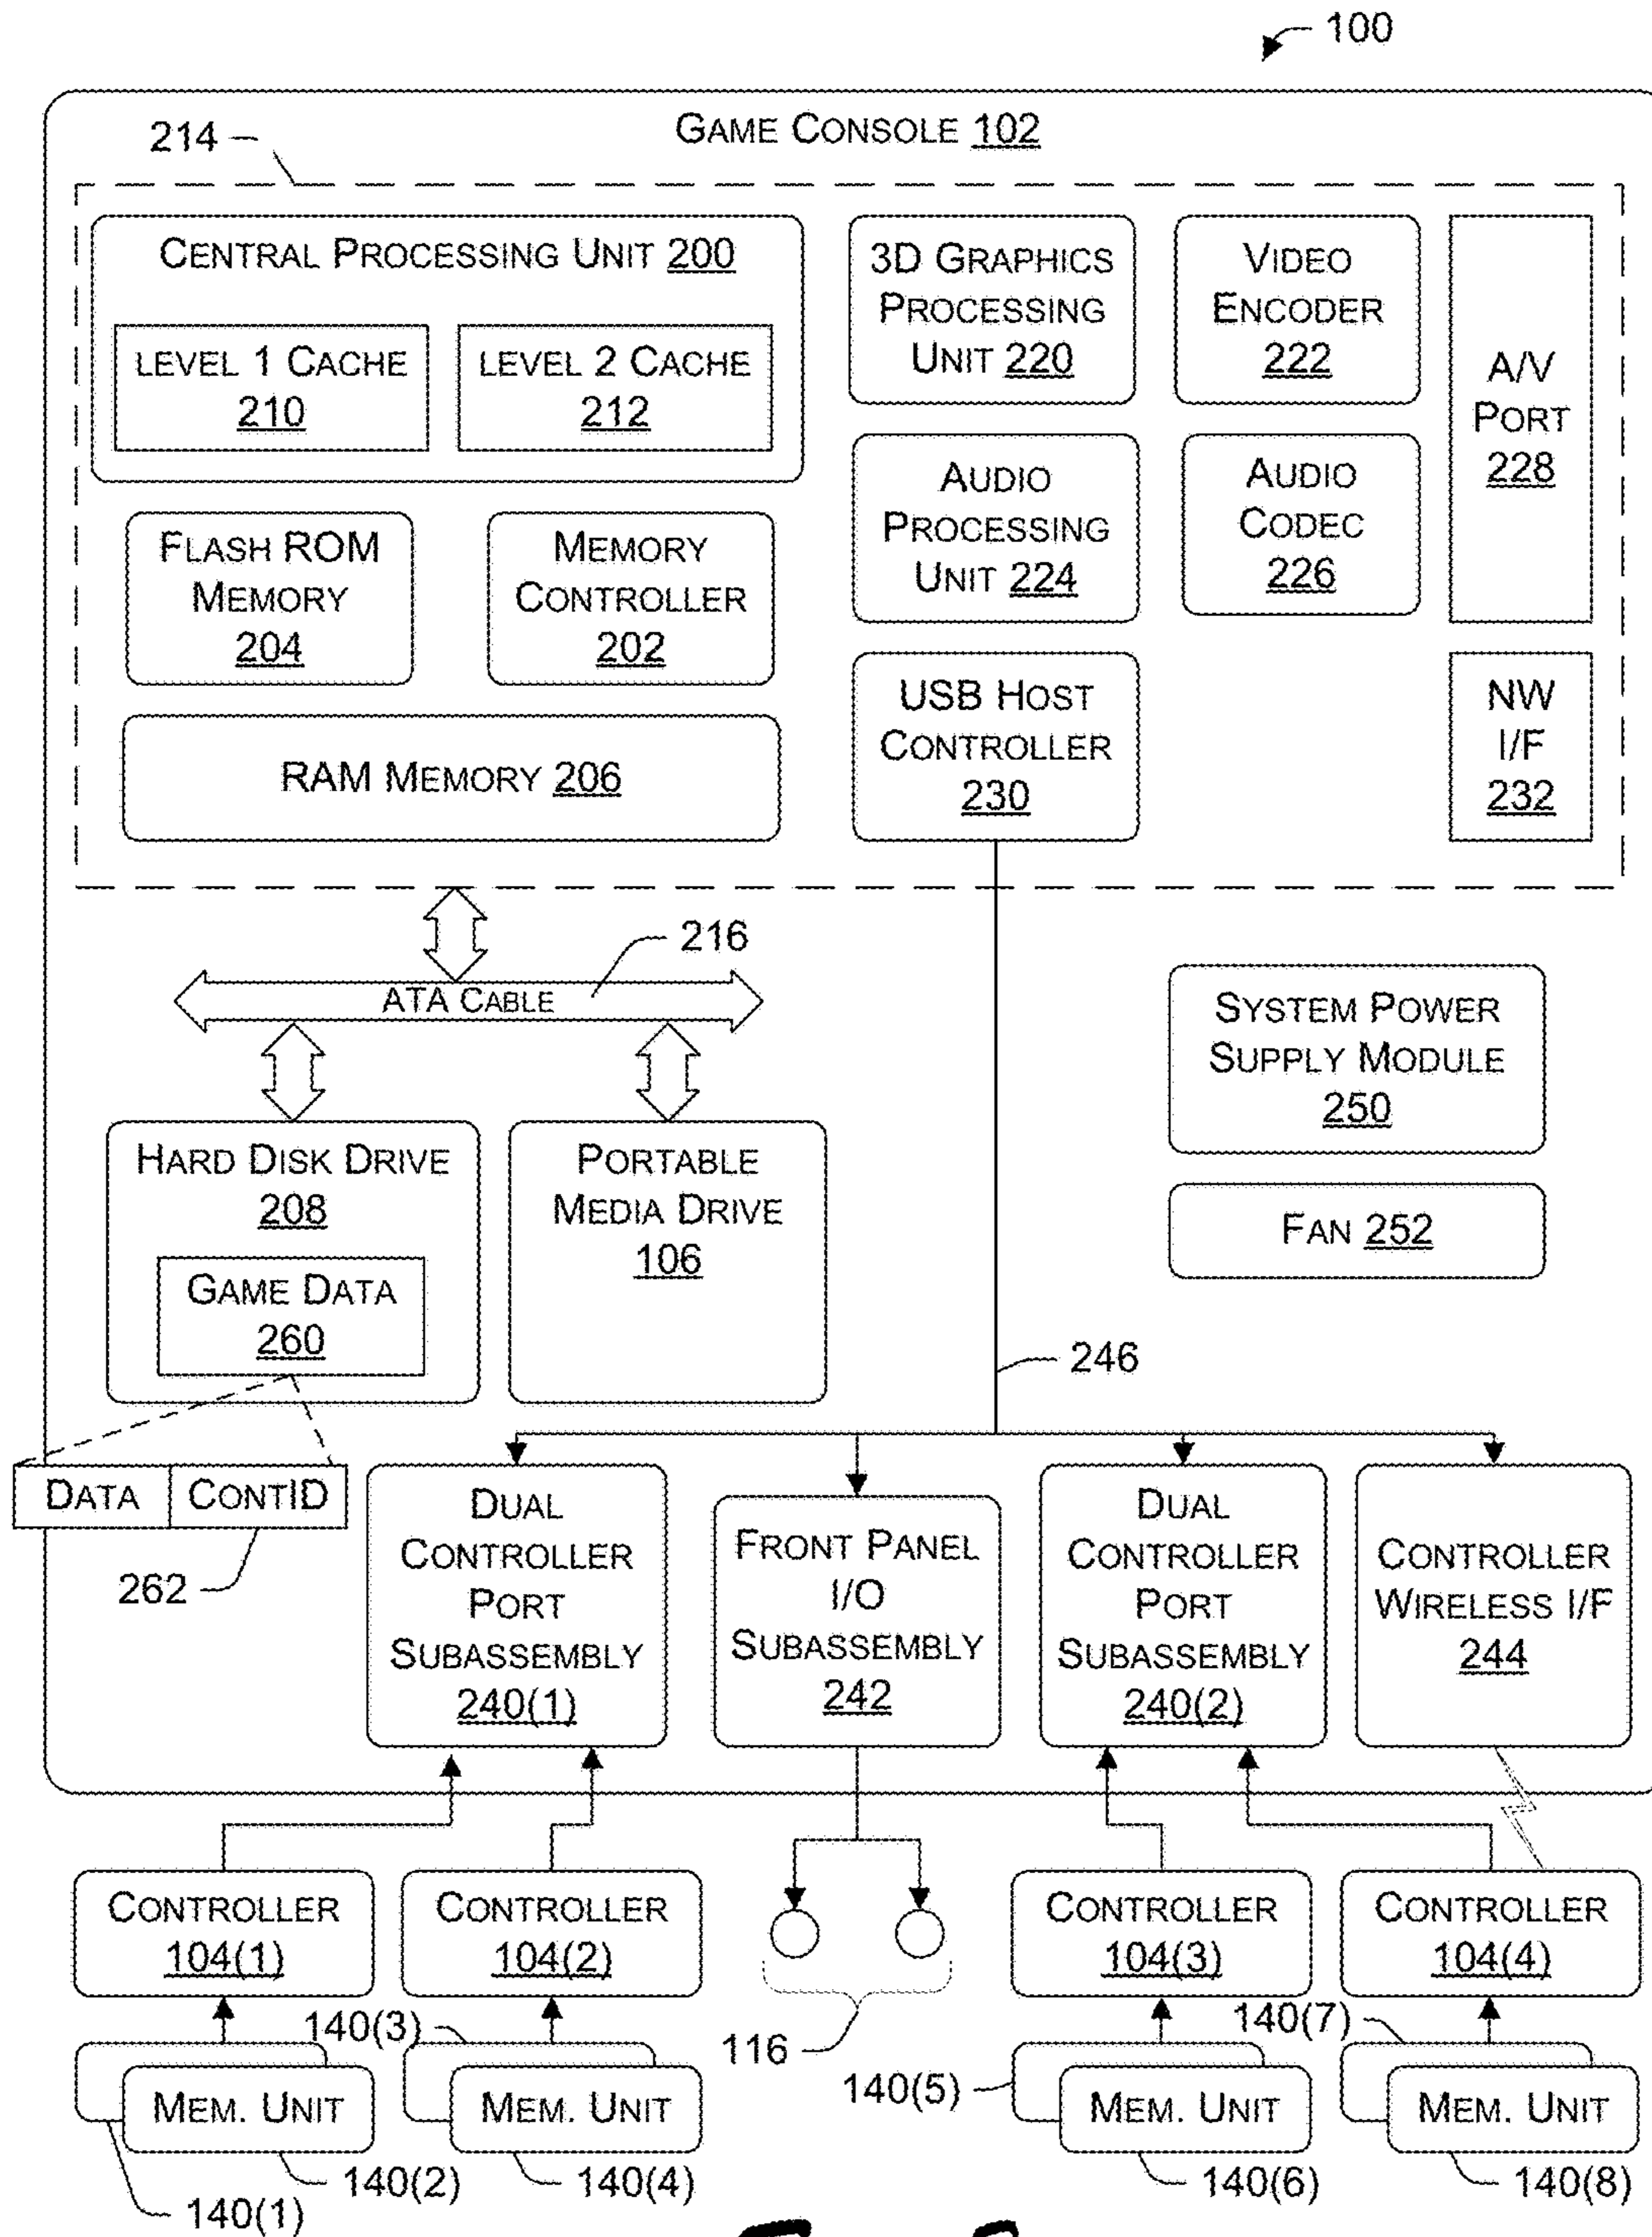 100
GAME CONSOLE 102
214
CENTRAL PROCESSING UNIT 200
LEVEL 1 CACHE
210
LEVEL 2 CACHE
212
3D GRAPHICS
PROCESSING
UNIT 220
VIDEO
ENCODER
222
A/V
PORT
228
FLASH ROM
MEMORY
204
MEMORY
CONTROLLER
202
AUDIO
PROCESSING
UNIT 224
AUDIO
CODEC
226
RAM MEMORY 206
USB HOST
CONTROLLER
230
NW
I/F
232
216
ATA CABLE
SYSTEM POWER
SUPPLY MODULE
250
HARD DISK DRIVE
208
GAME DATA
260
PORTABLE
MEDIA DRIVE
106
FAN 252
246
DATA
CONTID
262
DUAL
CONTROLLER
PORT
SUBASSEMBLY
240(1)
FRONT PANEL
I/O
SUBASSEMBLY
242
DUAL
CONTROLLER
PORT
SUBASSEMBLY
240(2)
CONTROLLER
WIRELESS I/F
244
CONTROLLER
104(1)
CONTROLLER
104(2)
CONTROLLER
104(3)
CONTROLLER
104(4)
116
140(3)
140(7)
140(5)
MEM. UNIT
MEM. UNIT
MEM. UNIT
MEM. UNIT
140(1)
140(2)
140(4)
140(6)
140(8)